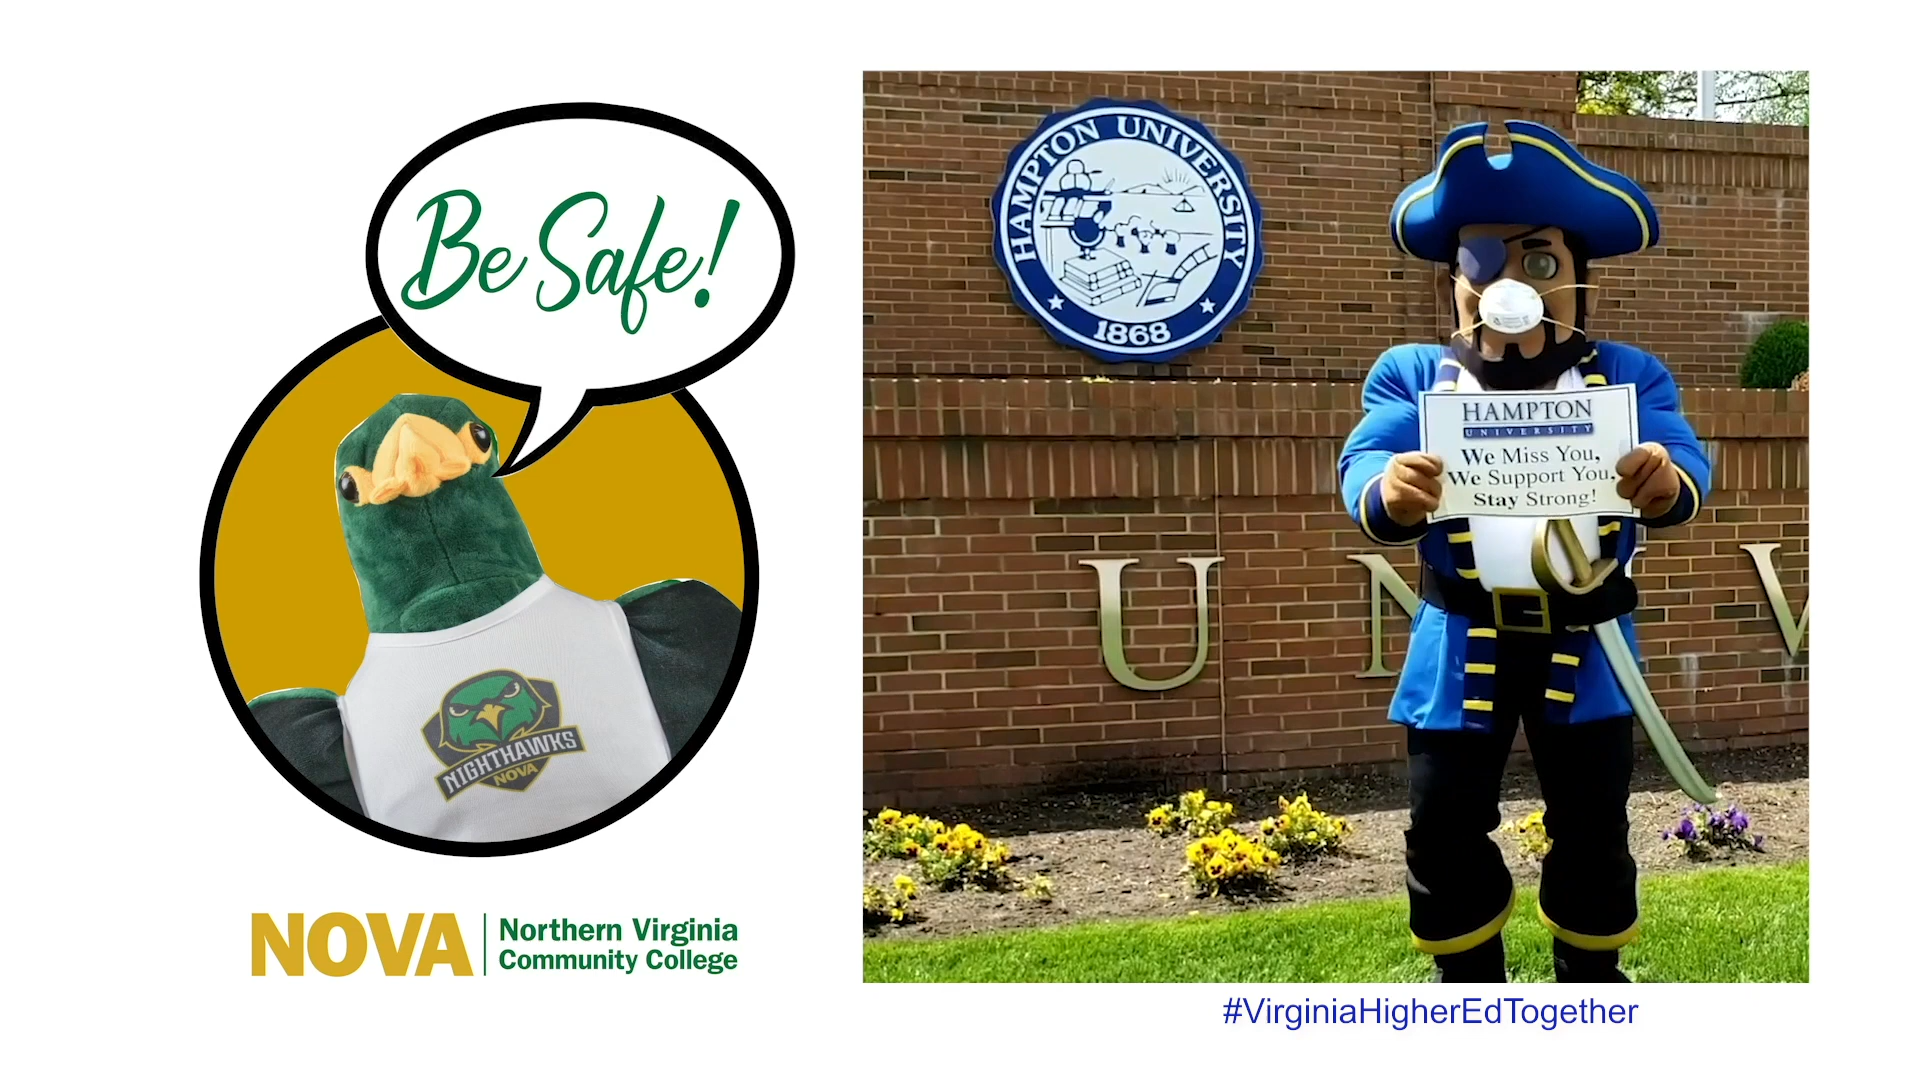 Be Safe!
NIGHTHAWKS
NOVA
NOVA
Northern Virginia
Community College
HAMPTON UNIVERSITY
1868
HAMPTON
UNIVERSITY
We Miss You,
We Support You,
Stay Strong!
U N V
#VirginiaHigherEdTogether